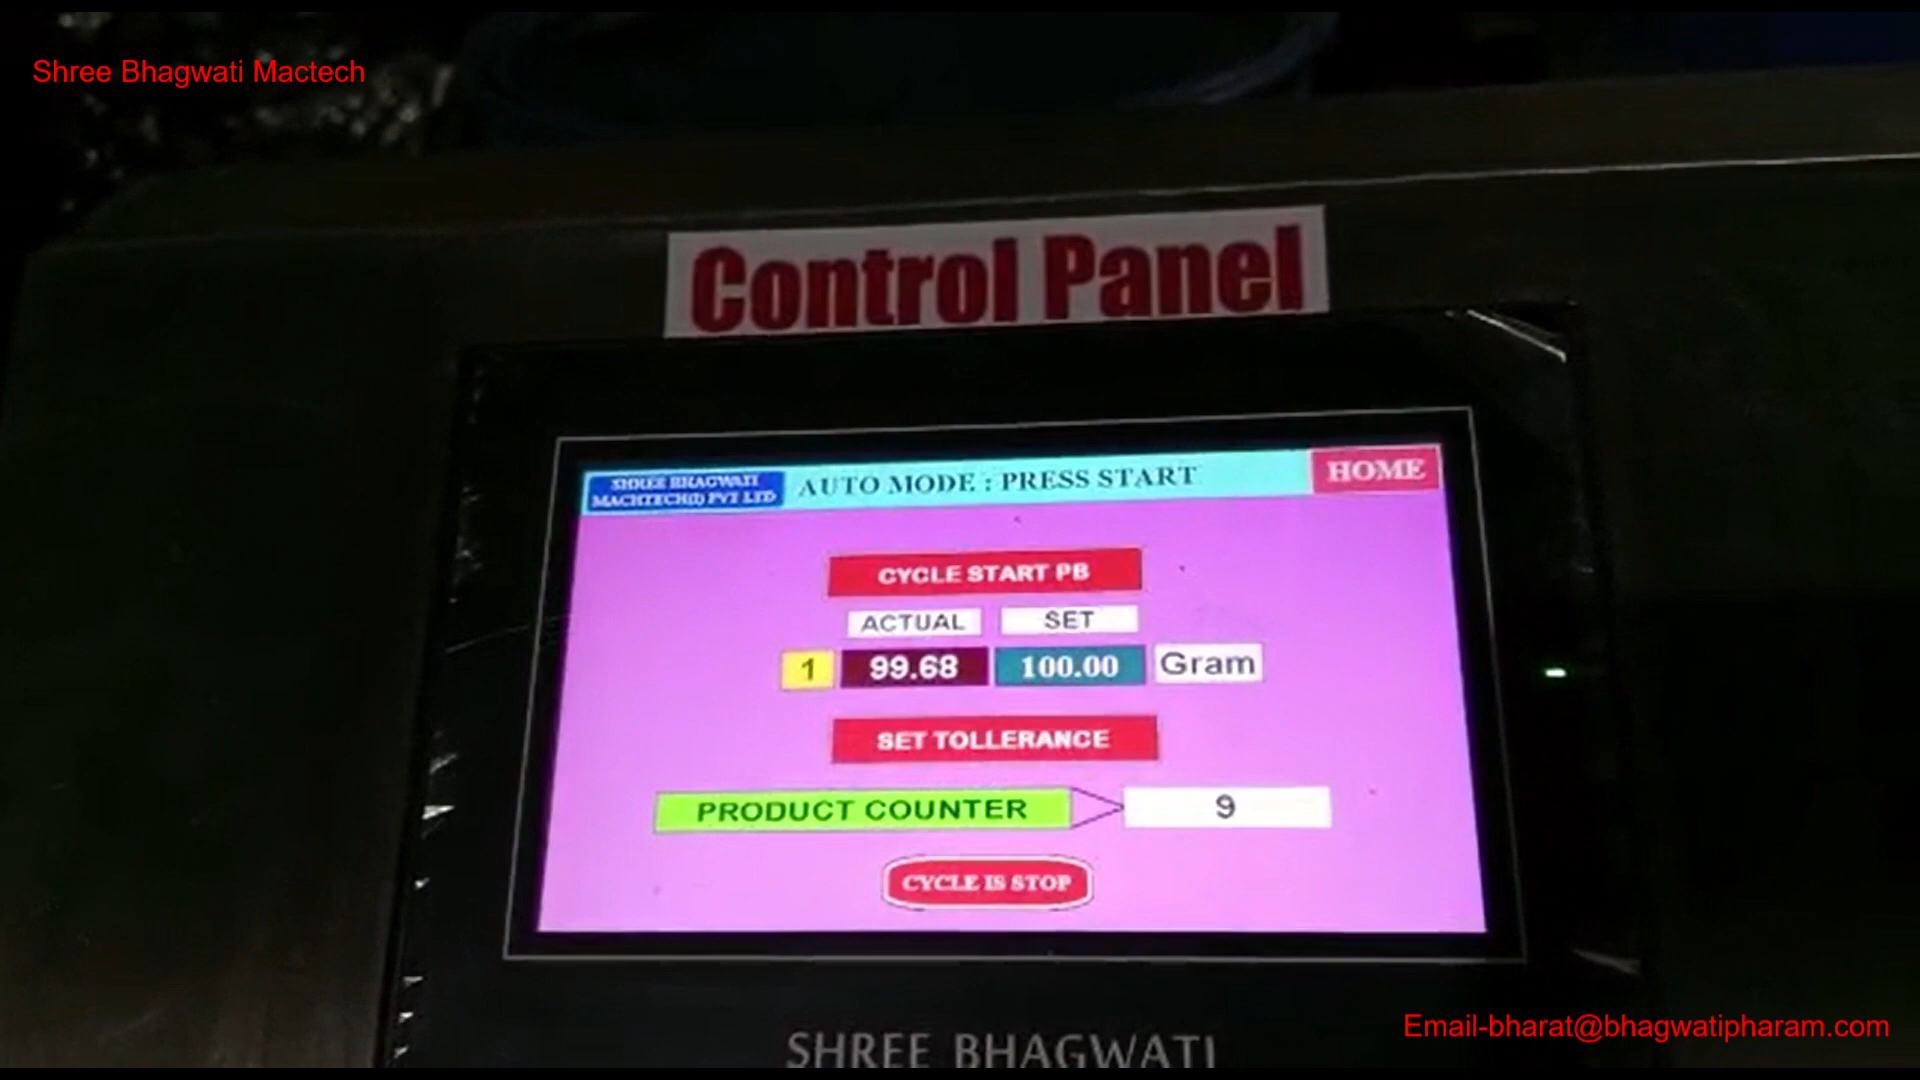 Shree Bhagwati Mactech
Control Panel
SHREE BHAGWATI
MACHTECH(I) PVT LTD
AUTO MODE : PRESS START
HOME
CYCLE START PB
ACTUAL
SET
1
99.68
100.00
Gram
SET TOLLERANCE
PRODUCT COUNTER
9
CYCLE IS STOP
SHREE BHAGWATI
Email-bharat@bhagwatipharam.com